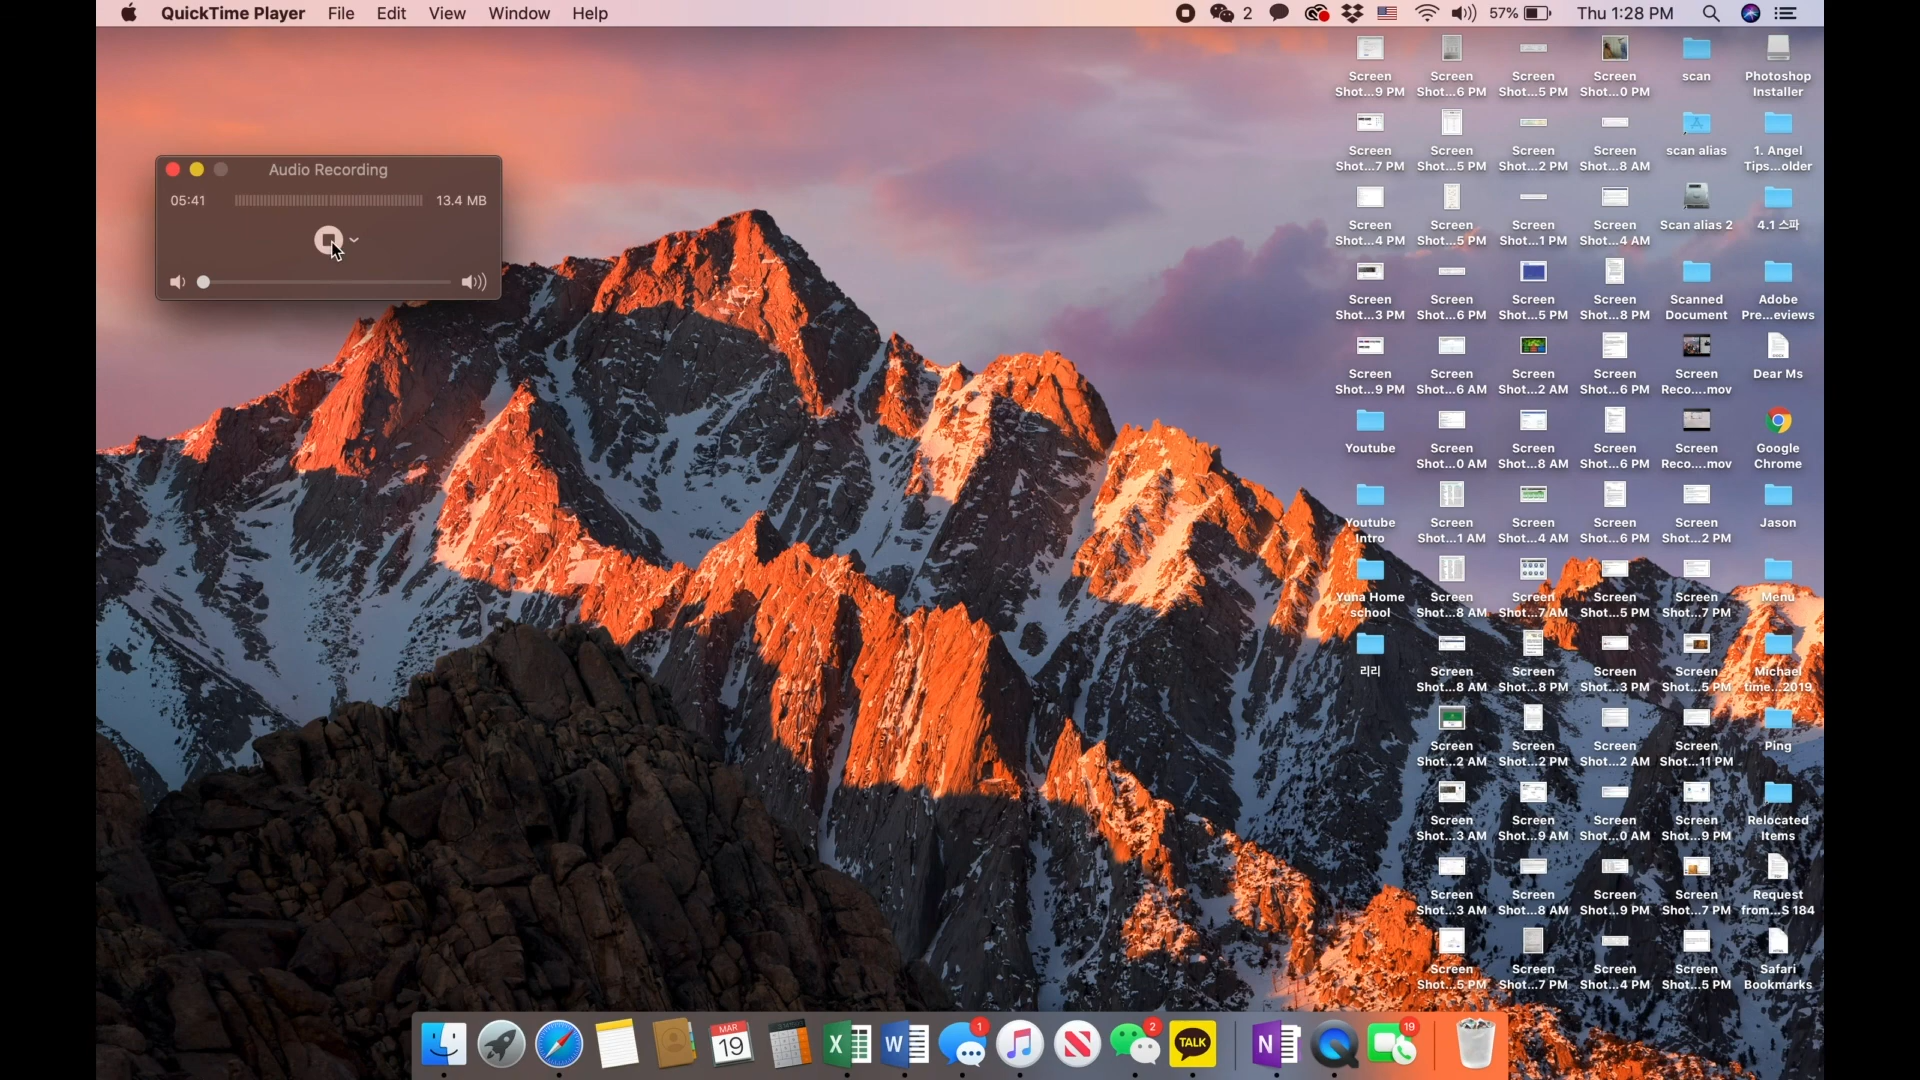 QuickTime Player File Edit View Window Help 2 57% Thu 1:28 PM
Audio Recording
05:41 13.4 MB
Screen Screen Screen Screen scan Photoshop
Shot...9 PM Shot...6 PM Shot...5 PM Shot...0 PM Installer
Screen Screen Screen Screen scan alias 1. Angel
Shot...7 PM Shot...5 PM Shot...2 PM Shot...8 AM Tips...older
Screen Screen Screen Screen Scan alias 2 4.1 스파
Shot...4 PM Shot...5 PM Shot...1 PM Shot...4 AM
Screen Screen Screen Screen Scanned Adobe
Shot...3 PM Shot...6 PM Shot...5 PM Shot...8 PM Document Pre...eviews
Screen Screen Screen Screen Screen Dear Ms
Shot...9 PM Shot...6 AM Shot...2 AM Shot...6 PM Reco....mov
Youtube Screen Screen Screen Screen Google
Shot...0 AM Shot...8 AM Shot...6 PM Reco....mov Chrome
Youtube Screen Screen Screen Screen Jason
Intro Shot...1 AM Shot...4 AM Shot...6 PM Shot...2 PM
Yuna Home Screen Screen Screen Screen Menu
school Shot...8 AM Shot...7 AM Shot...5 PM Shot...7 PM
리리 Screen Screen Screen Screen Michael
Shot...8 AM Shot...8 PM Shot...3 PM Shot...5 PM time...2019
Screen Screen Screen Screen Ping
Shot...2 AM Shot...2 PM Shot...2 AM Shot...11 PM
Screen Screen Screen Screen Relocated
Shot...3 AM Shot...9 AM Shot...0 AM Shot...9 PM Items
Screen Screen Screen Screen Request
Shot...3 AM Shot...8 AM Shot...9 PM Shot...7 PM from...S 184
Screen Screen Screen Screen Safari
Shot...5 PM Shot...7 PM Shot...4 PM Shot...5 PM Bookmarks
MAR
19 X W 1 2 TALK N 19